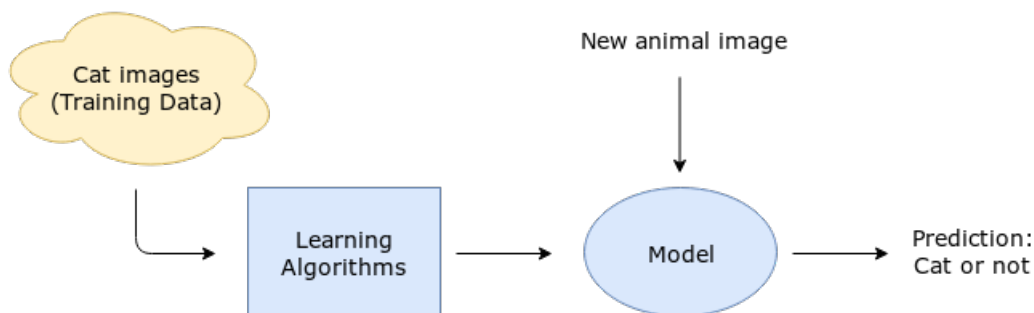 Cat images
(Training Data)
New animal image
Learning
Algorithms
Model
Prediction:
Cat or not